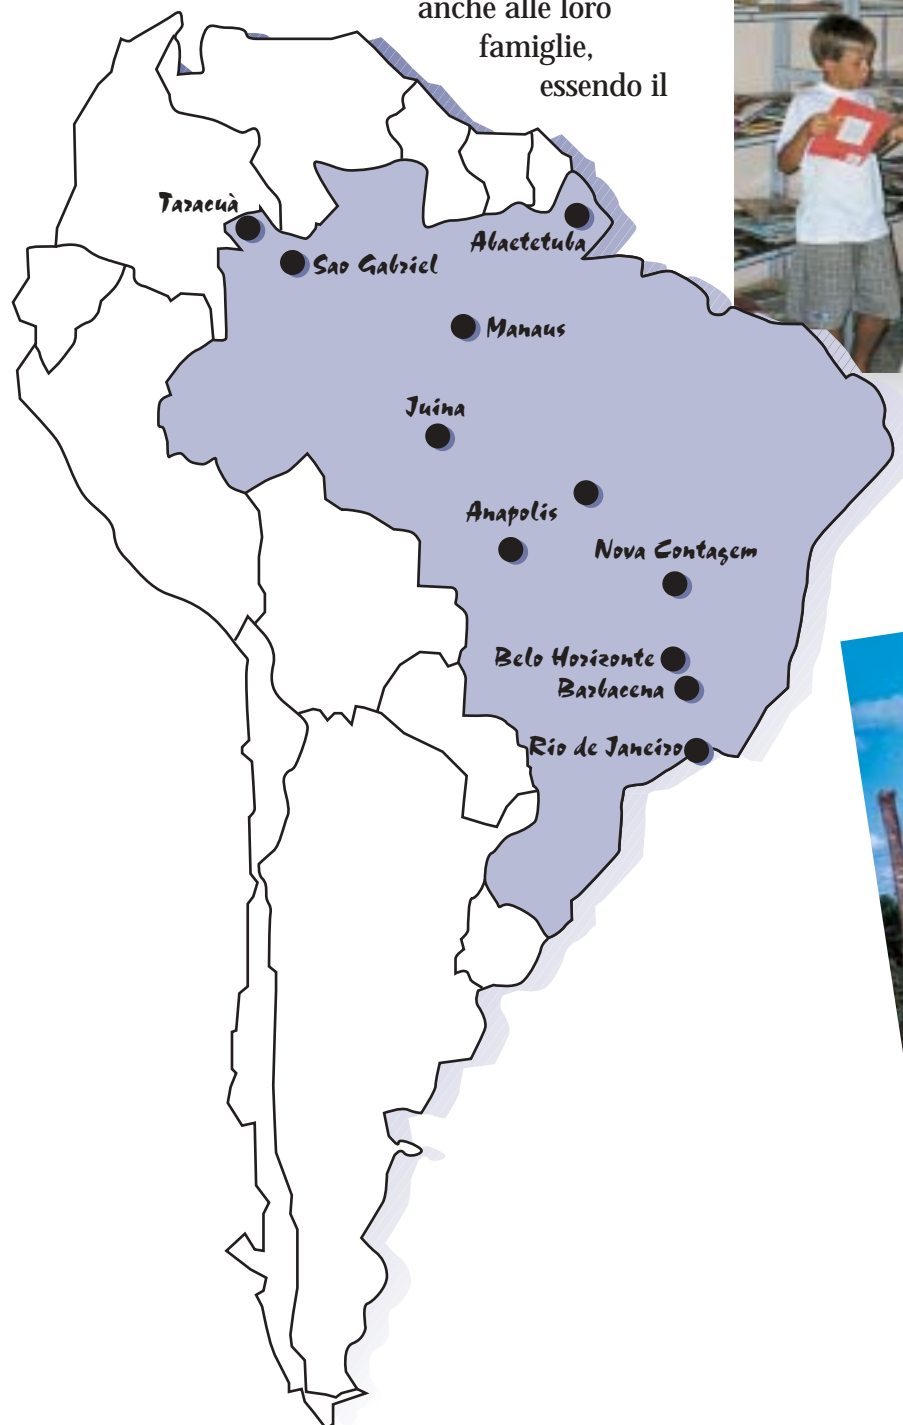 anche alle loro
famiglie,
essendo il
Taracuà
Abaetetuba
Sao Gabriel
Manaus
Juina
Anapolis
Nova Contagem
Belo Horizonte
Barbacena
Rio de Janeiro